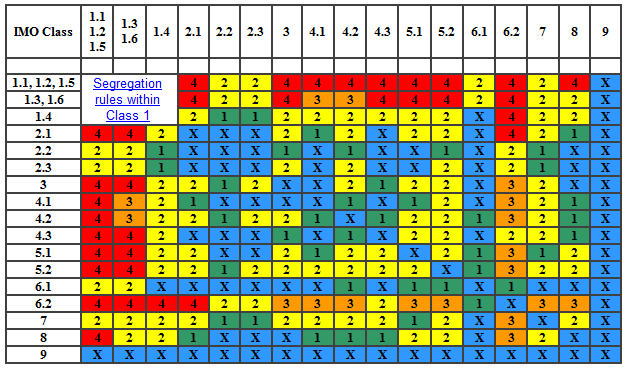 IMO Class 1.1 1.2 1.5 1.3 1.6 1.4 2.1 2.2 2.3 3 4.1 4.2 4.3 5.1 5.2 6.1 6.2 7 8 9
1.1, 1.2, 1.5 Segregation 4 2 2 4 4 4 4 4 4 2 4 2 4 X
1.3, 1.6 rules within 4 2 2 4 3 3 4 4 4 2 4 2 2 X
1.4 Class 1 2 1 1 2 2 2 2 2 2 X 4 2 2 X
2.1 4 4 2 X X X 2 1 2 X 2 2 X 4 2 1 X
2.2 2 2 1 X X X 1 X 1 X X 1 X 2 1 X X
2.3 2 2 1 X X X 2 X 2 X X 2 X 2 1 X X
3 4 4 2 2 1 2 X X 2 1 2 2 X 3 2 X X
4.1 4 3 2 1 X X X X 1 X 1 2 X 3 2 1 X
4.2 4 3 2 2 1 2 2 1 X 1 2 2 1 3 2 1 X
4.3 4 4 2 X X X 1 X 1 X 2 2 X 2 2 1 X
5.1 4 4 2 2 X X 2 1 2 2 X 2 1 3 1 2 X
5.2 4 4 2 2 1 2 2 2 2 2 2 X 1 3 2 2 X
6.1 2 2 X X X X X X 1 X 1 1 X 1 X X X
6.2 4 4 4 4 2 2 3 3 3 2 3 3 1 X 3 3 X
7 2 2 2 2 1 1 2 2 2 2 1 2 X 3 X 2 X
8 4 2 2 1 X X X 1 1 1 2 2 X 3 2 X X
9 X X X X X X X X X X X X X X X X X